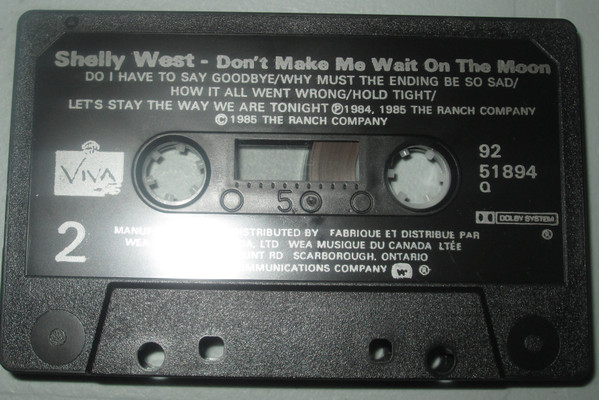 Shelly West - Don't Make Me Wait On The Moon
DO I HAVE TO SAY GOODBYE/WHY MUST THE ENDING BE SO SAD/
HOW IT ALL WENT WRONG/HOLD TIGHT/
LET'S STAY THE WAY WE ARE TONIGHT Ⓟ1984, 1985 THE RANCH COMPANY
©1985 THE RANCH COMPANY
VIVA
92
51894
Q
5
DOLBY SYSTEM
®
2
DISTRIBUTED BY FABRIQUE ET DISTRIBUE PAR
WEA LTD WEA MUSIQUE DU CANADA LTÉE
RD SCARBOROUGH, ONTARIO
COMMUNICATIONS COMPANY ®